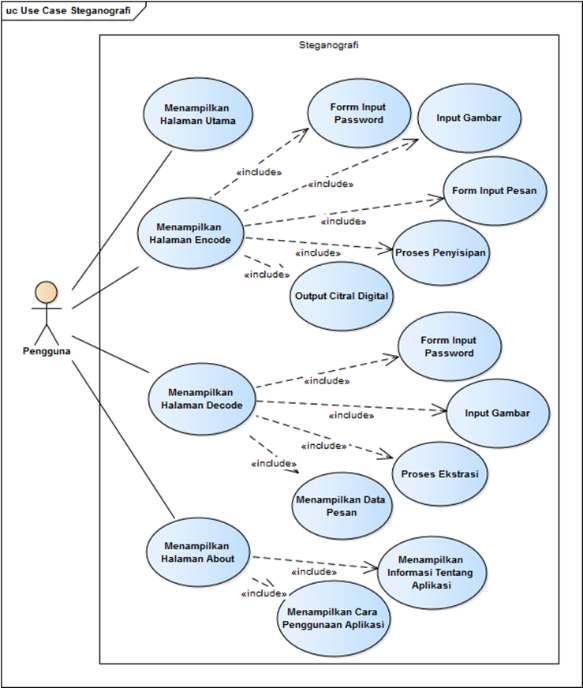 uc Use Case Steganografi
Steganografi
Menampilkan
Halaman Utama
Forrm Input
Password
Input Gambar
«include»
«include»
Form Input Pesan
«include»
Menampilkan
Halaman Encode
«include»
Proses Penyisipan
«include»
Output Citral Digital
Pengguna
Forrm Input
Password
«include»
Menampilkan
Halaman Decode
«include»
Input Gambar
«include»
Proses Ekstrasi
«include»
Menampilkan Data
Pesan
Menampilkan
Halaman About
«include»
Menampilkan
Informasi Tentang
Aplikasi
«include»
Menampilkan Cara
Penggunaan Aplikasi